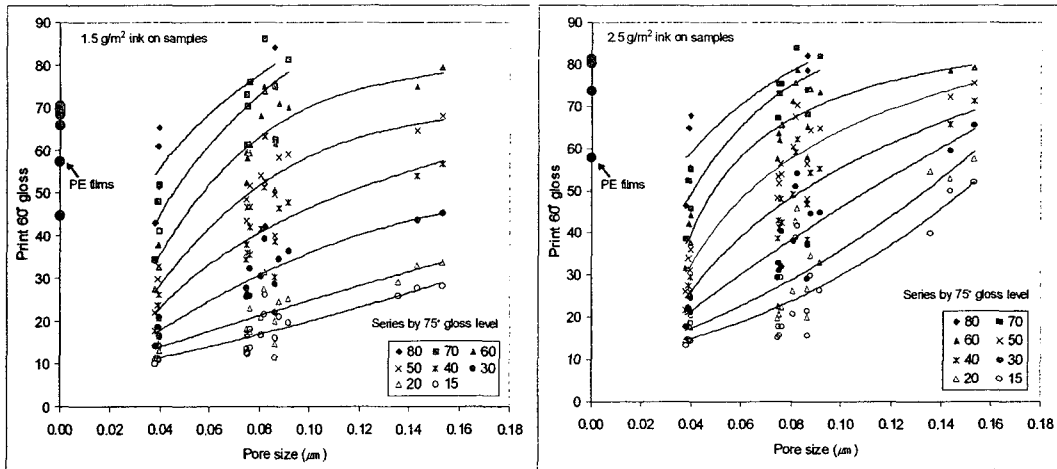 1.5 g/m² ink on samples
Print 60° gloss
90
80
70
60
50
40
30
20
10
0
PE films
Series by 75° gloss level
80 70 60
50 40 30
20 15
0.00 0.02 0.04 0.06 0.08 0.10 0.12 0.14 0.16 0.18
Pore size (μm)
2.5 g/m² ink on samples
Print 60° gloss
90
80
70
60
50
40
30
20
10
0
PE films
Series by 75° gloss level
80 70
60 50
40 30
20 15
0.00 0.02 0.04 0.06 0.08 0.10 0.12 0.14 0.16 0.18
Pore size (μm)